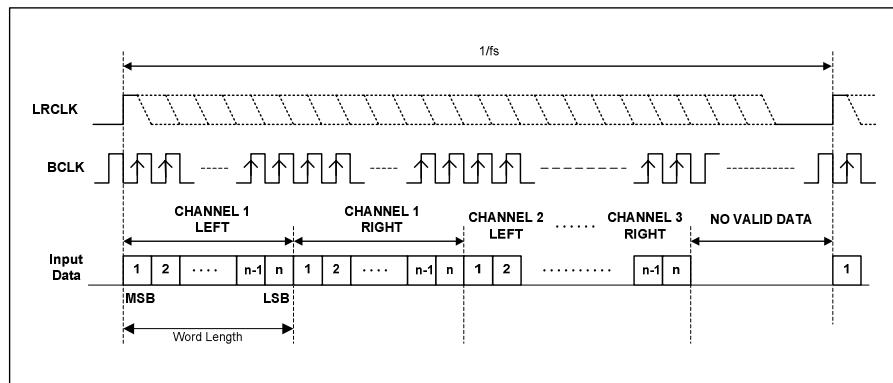 1/fs
LRCLK
BCLK
CHANNEL 1 LEFT
CHANNEL 1 RIGHT
CHANNEL 2 LEFT
······
CHANNEL 3 RIGHT
NO VALID DATA
Input Data
1 2 ···· n-1 n 1 2 ···· n-1 n 1 2 ·········· n-1 n 1
MSB LSB
Word Length